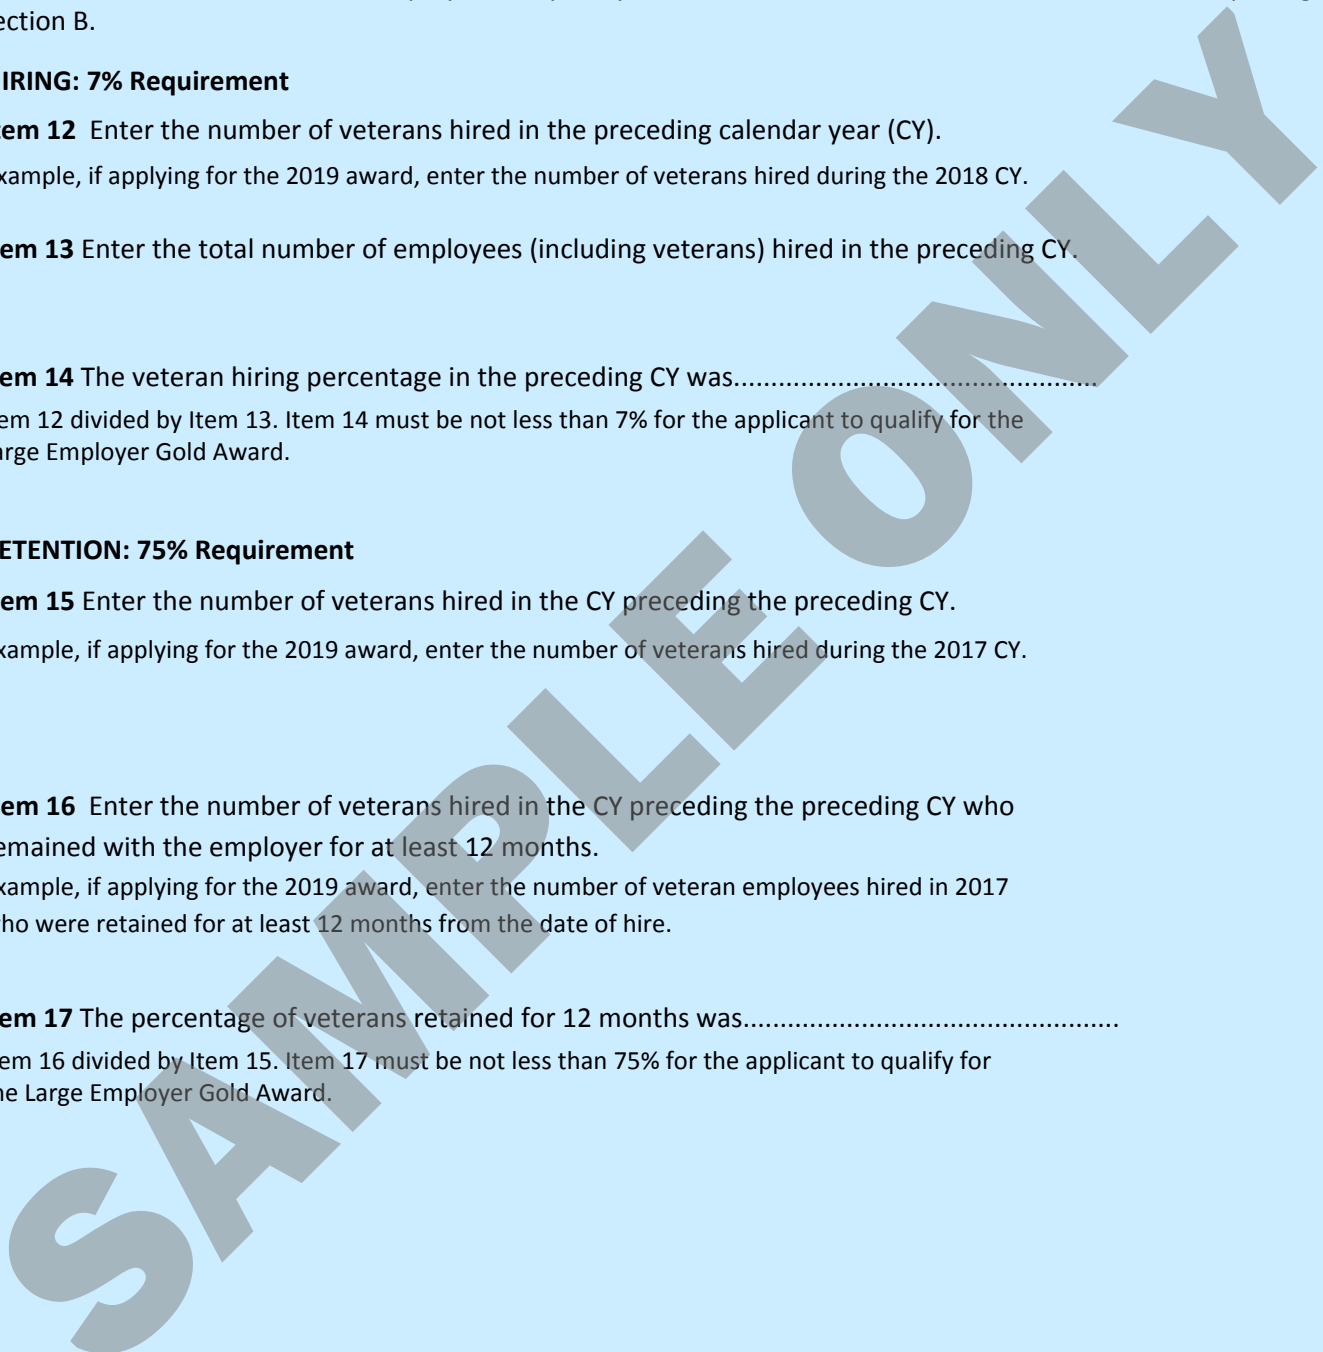 ection B.
IRING: 7% Requirement
tem 12 Enter the number of veterans hired in the preceding calendar year (CY).
xample, if applying for the 2019 award, enter the number of veterans hired during the 2018 CY.
em 13 Enter the total number of employees (including veterans) hired in the preceding CY.
em 14 The veteran hiring percentage in the preceding CY was................................................
em 12 divided by Item 13. Item 14 must be not less than 7% for the applicant to qualify for the
arge Employer Gold Award.
ETENTION: 75% Requirement
em 15 Enter the number of veterans hired in the CY preceding the preceding CY.
xample, if applying for the 2019 award, enter the number of veterans hired during the 2017 CY.
em 16 Enter the number of veterans hired in the CY preceding the preceding CY who
emained with the employer for at least 12 months.
xample, if applying for the 2019 award, enter the number of veteran employees hired in 2017
ho were retained for at least 12 months from the date of hire.
em 17 The percentage of veterans retained for 12 months was.................................................
em 16 divided by Item 15. Item 17 must be not less than 75% for the applicant to qualify for
he Large Employer Gold Award.
SAMPLE ONLY